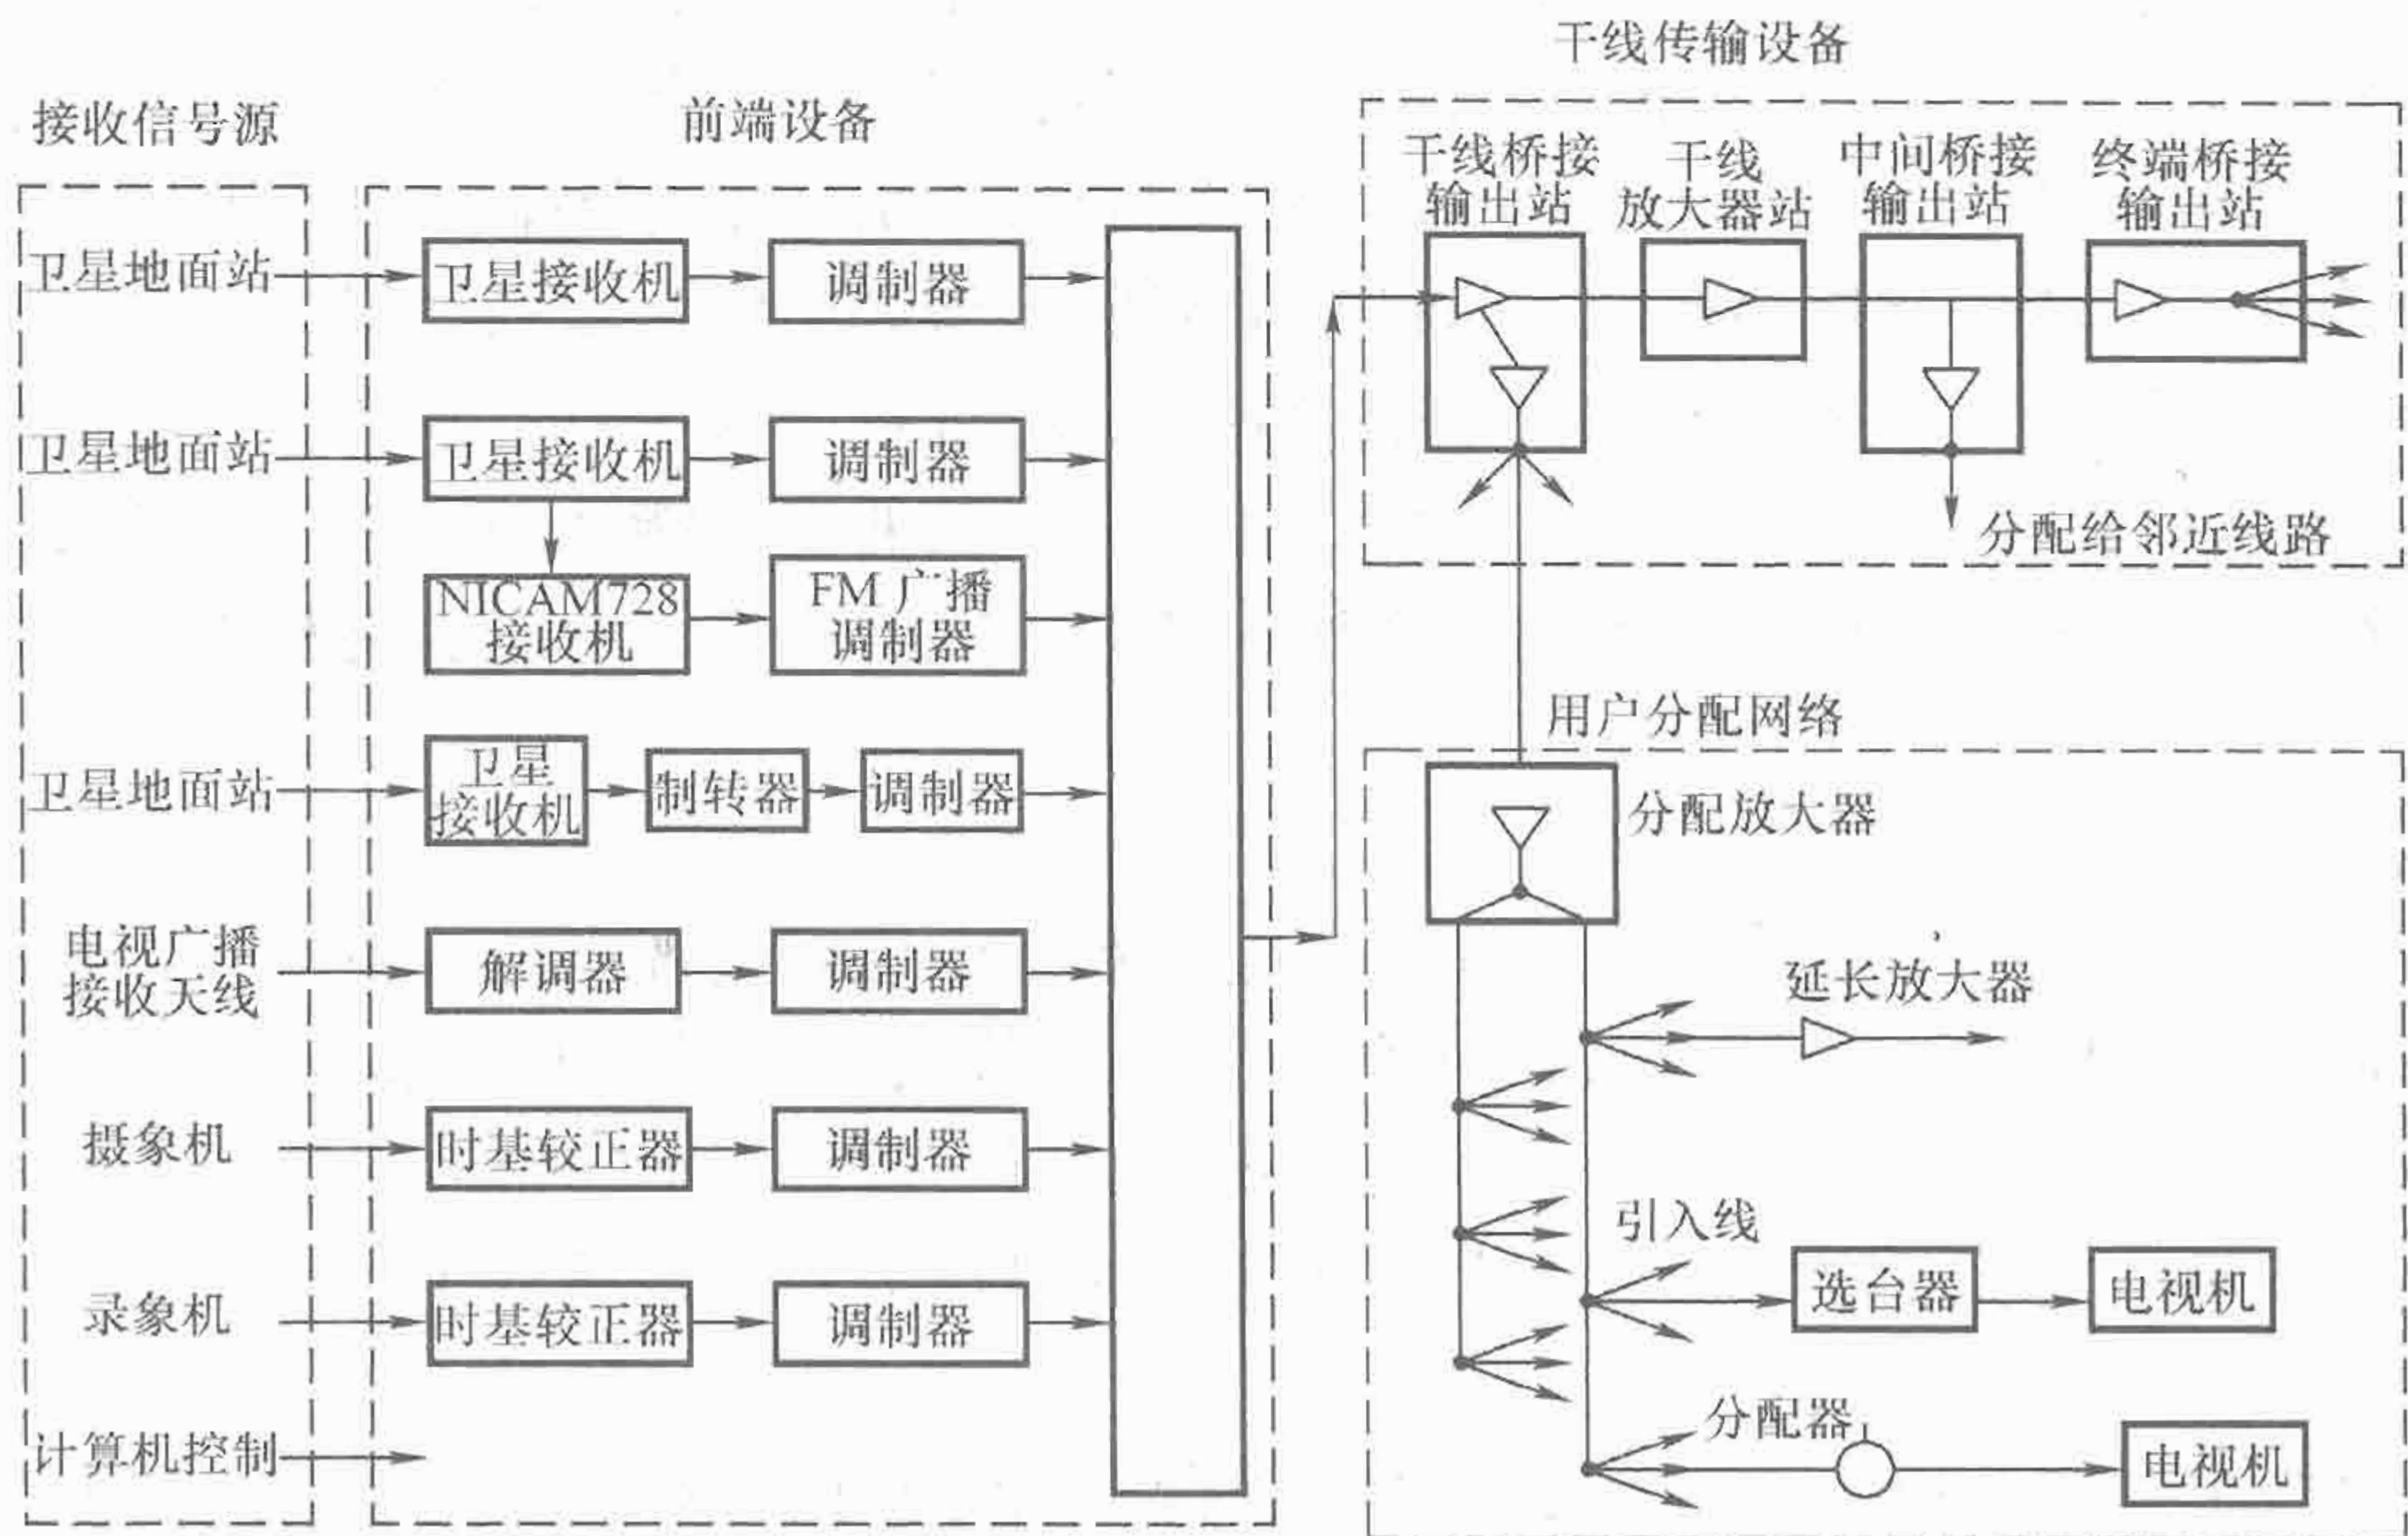 干线传输设备
接收信号源
前端设备
干线桥接
输出站
干线
放大器站
中间桥接
输出站
终端桥接
输出站
卫星地面站
卫星接收机
调制器
卫星地面站
卫星接收机
调制器
分配给邻近线路
NICAM728
接收机
FM广播
调制器
用户分配网络
卫星地面站
卫星
接收机
制转器
调制器
分配放大器
电视广播
接收天线
解调器
调制器
延长放大器
摄象机
时基较正器
调制器
引入线
选台器
电视机
录象机
时基较正器
调制器
分配器
电视机
计算机控制